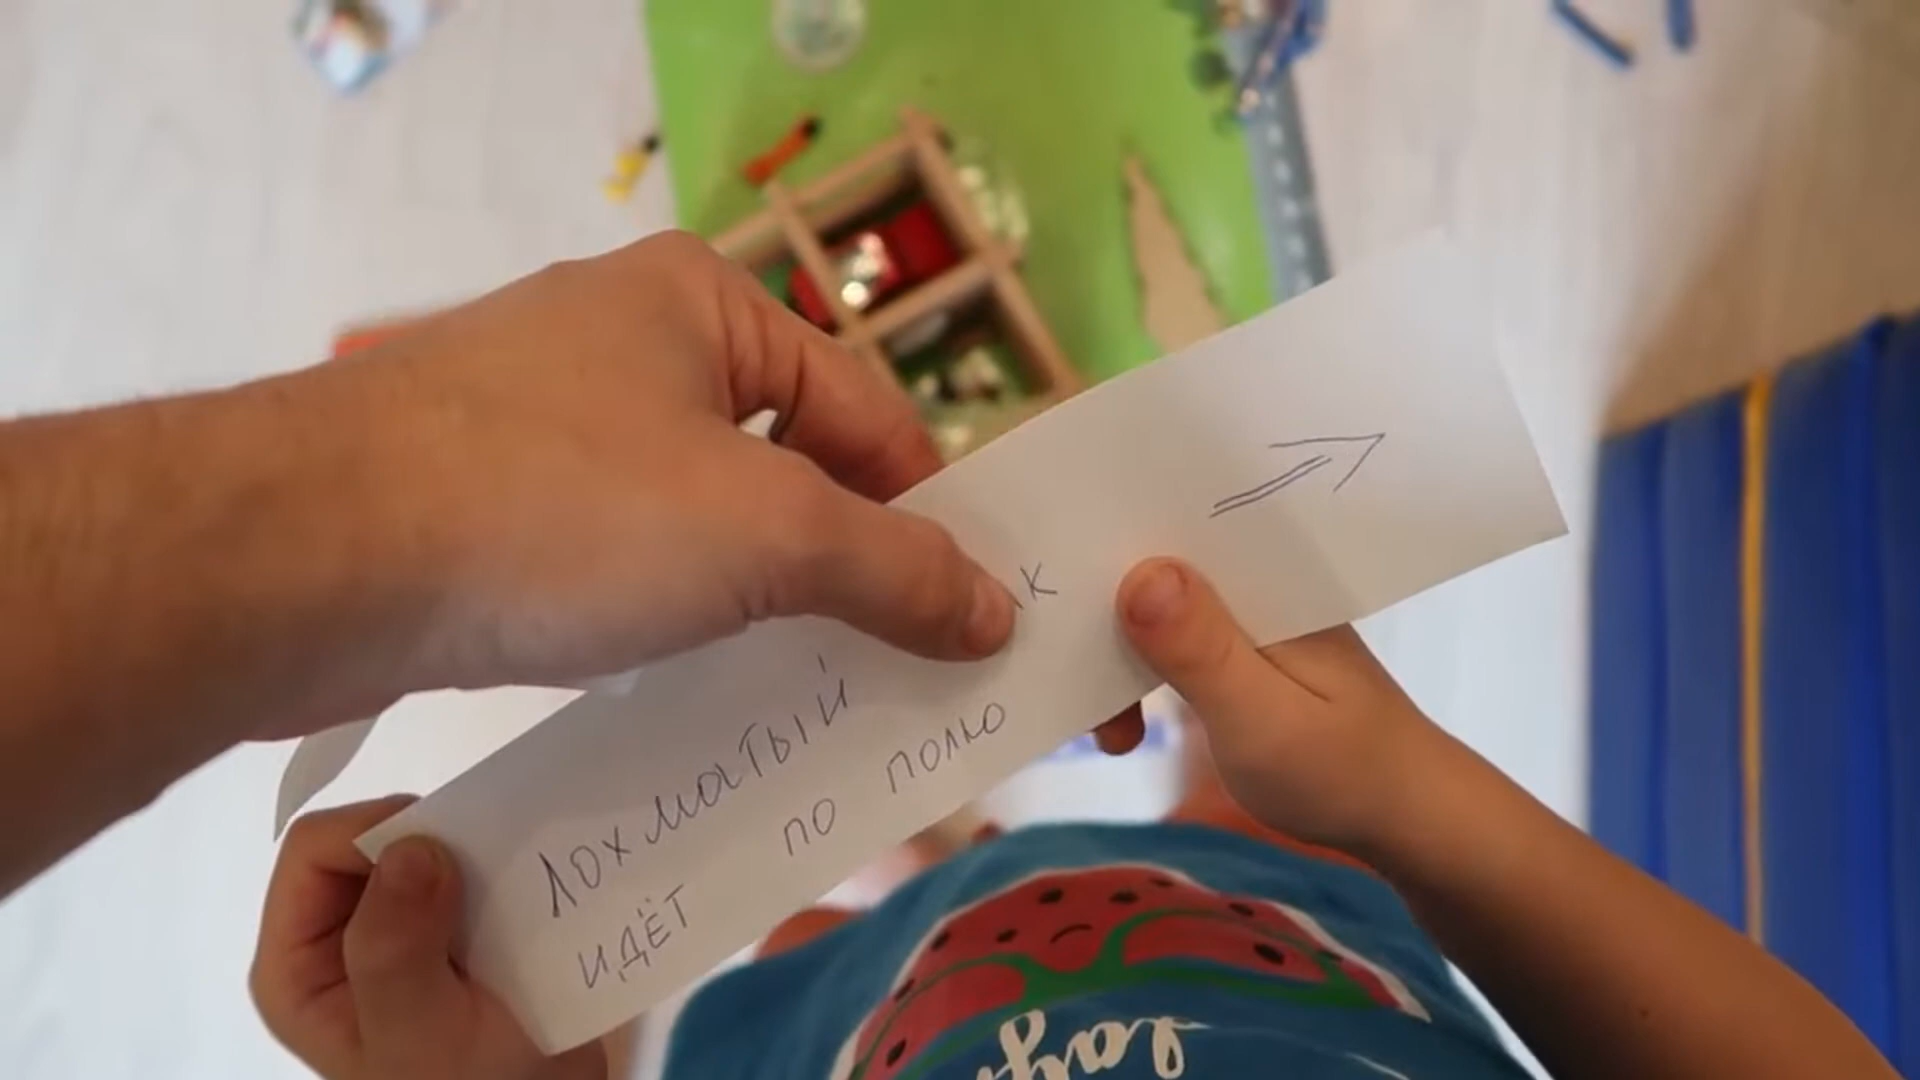 Лохматый
идёт по полю